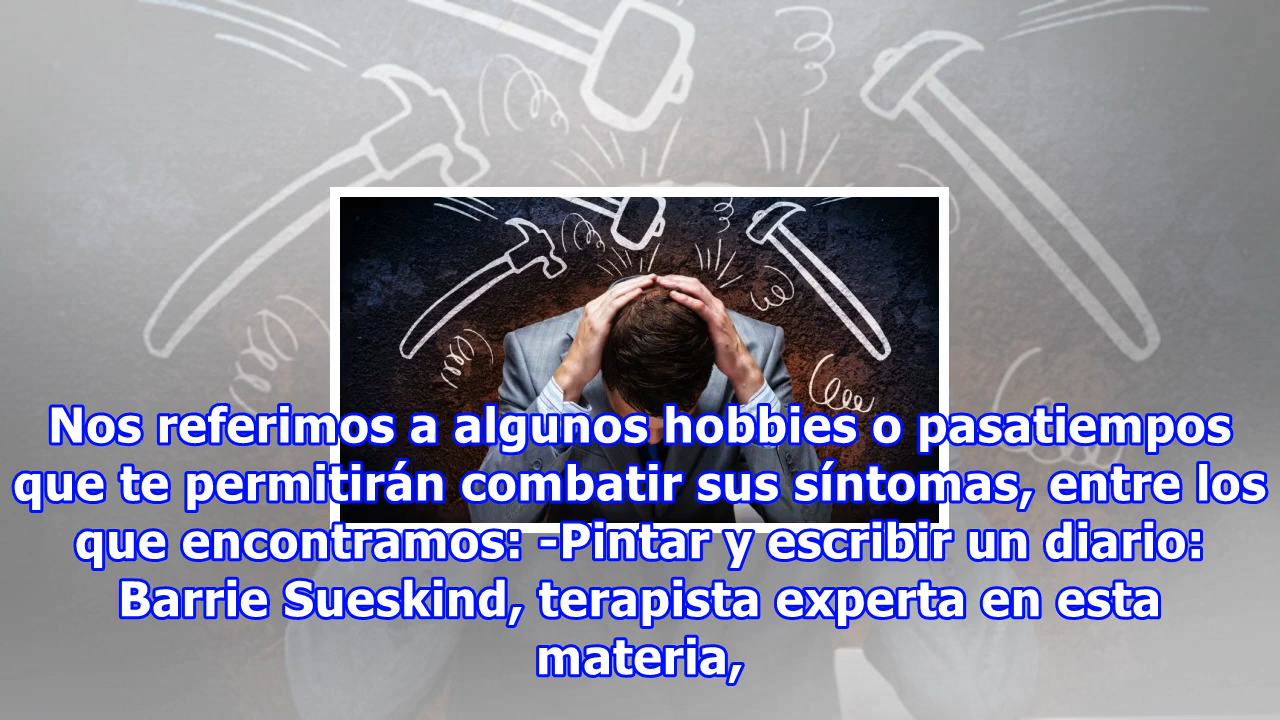 Nos referimos a algunos hobbies o pasatiempos
que te permitirán combatir sus síntomas, entre los
que encontramos: -Pintar y escribir un diario:
Barrie Sueskind, terapista experta en esta
materia,